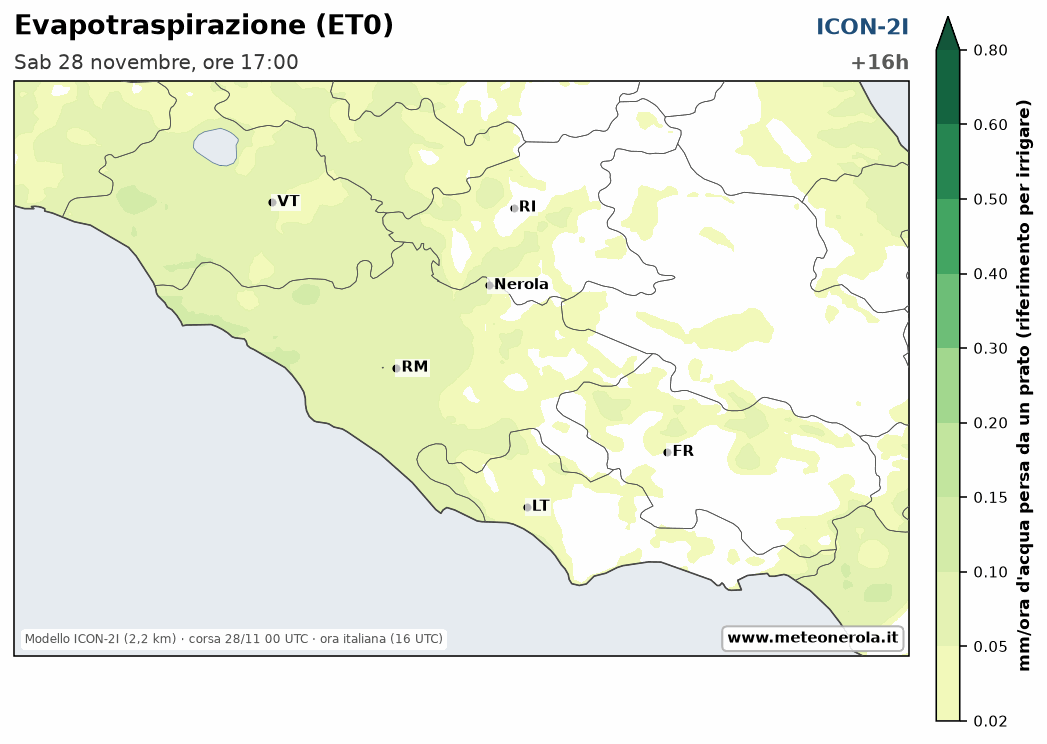 Evapotraspirazione (ET0)
ICON-2I
Sab 28 novembre, ore 17:00
+16h
VT
RI
Nerola
RM
FR
LT
Modello ICON-2I (2,2 km) · corsa 28/11 00 UTC · ora italiana (16 UTC)
www.meteonerola.it
0.80
0.60
0.50
0.40
0.30
0.20
0.15
0.10
0.05
0.02
mm/ora d'acqua persa da un prato (riferimento per irrigare)